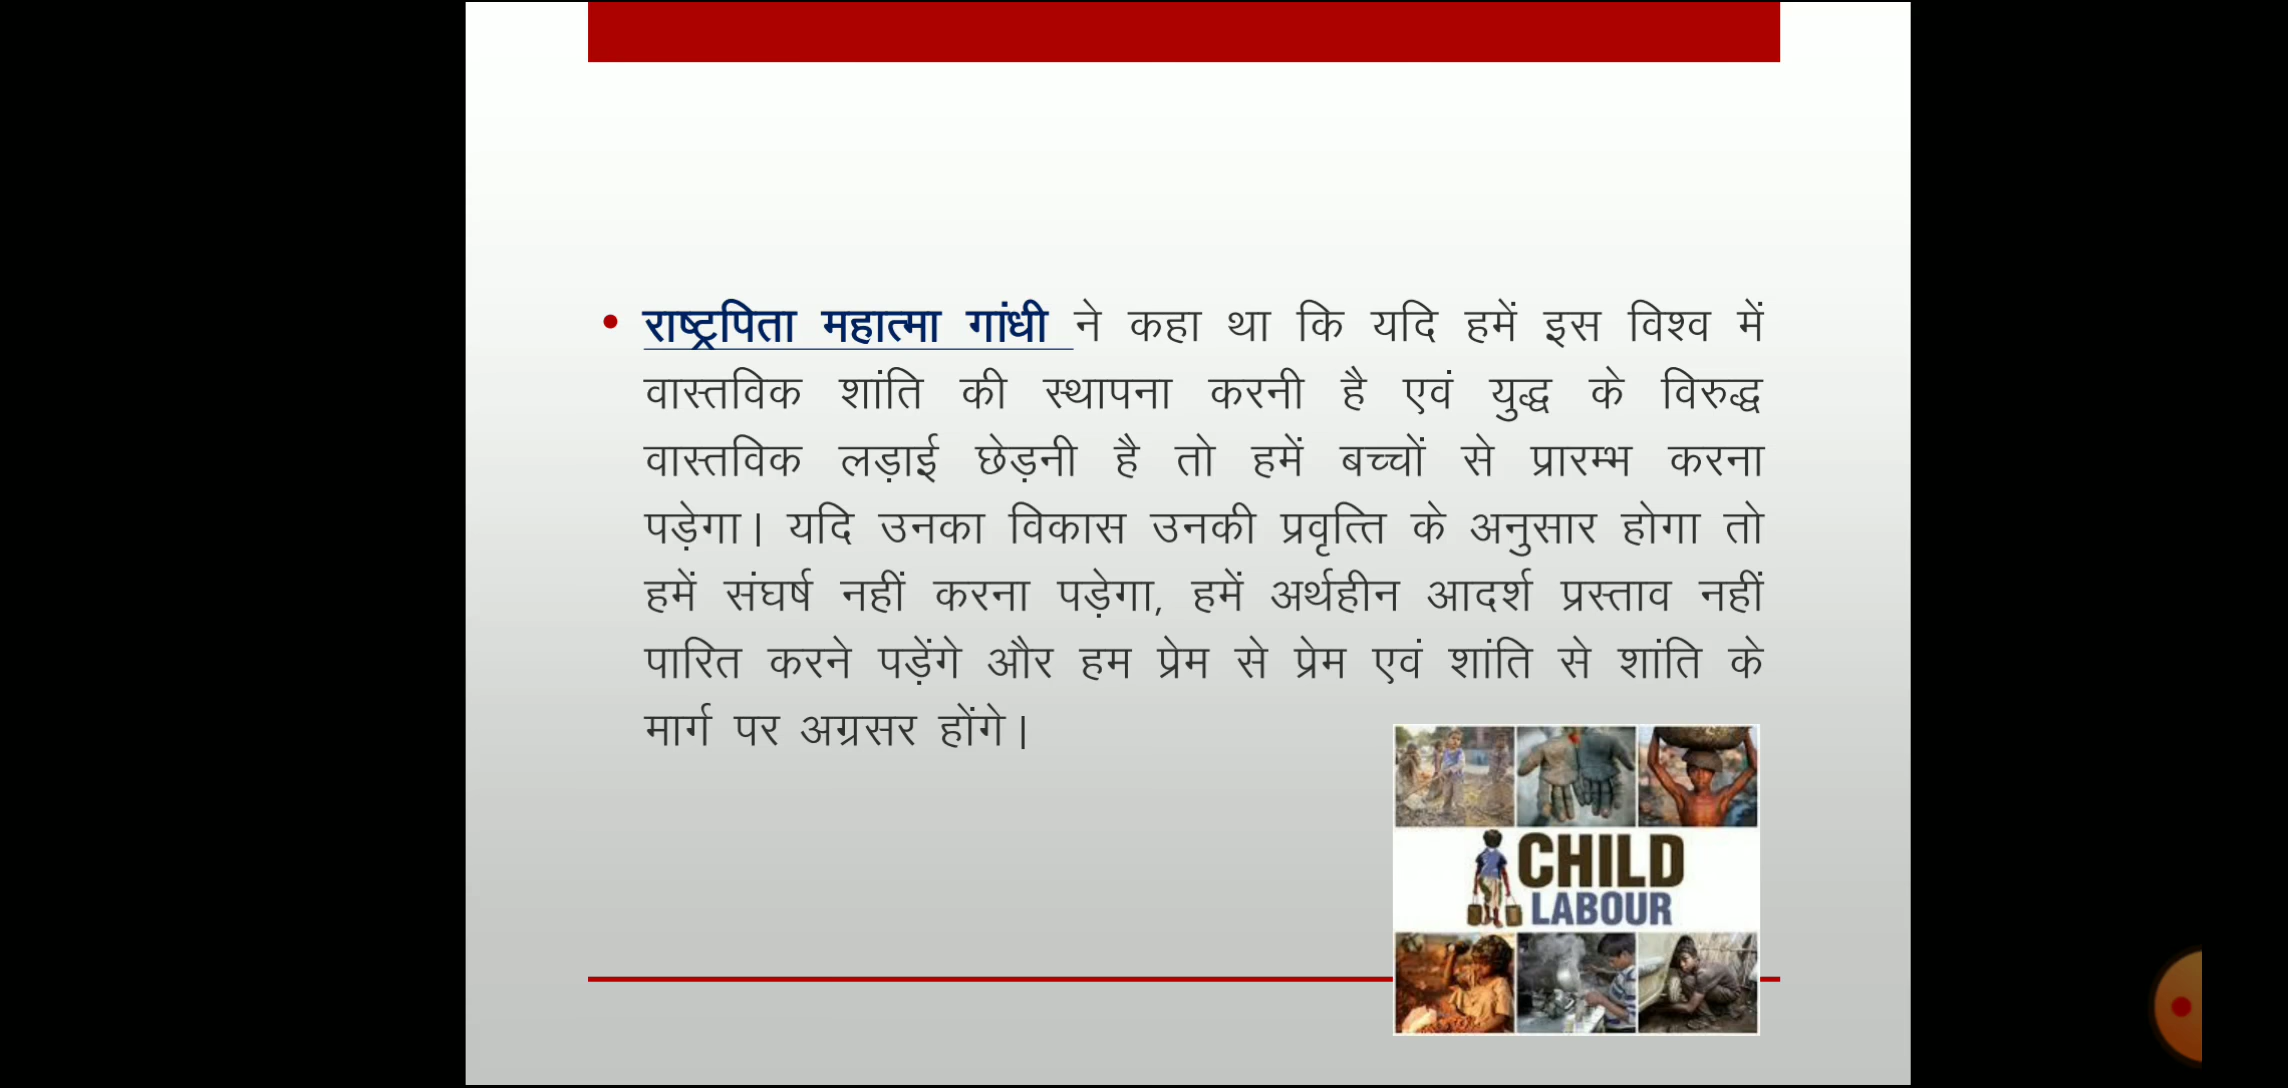 • राष्ट्रपिता महात्मा गांधी ने कहा था कि यदि हमें इस विश्व में
वास्तविक शांति की स्थापना करनी है एवं युद्ध के विरुद्ध
वास्तविक लड़ाई छेड़नी है तो हमें बच्चों से प्रारम्भ करना
पड़ेगा। यदि उनका विकास उनकी प्रवृत्ति के अनुसार होगा तो
हमें संघर्ष नहीं करना पड़ेगा, हमें अर्थहीन आदर्श प्रस्ताव नहीं
पारित करने पड़ेंगे और हम प्रेम से प्रेम एवं शांति से शांति के
मार्ग पर अग्रसर होंगे।
CHILD
LABOUR